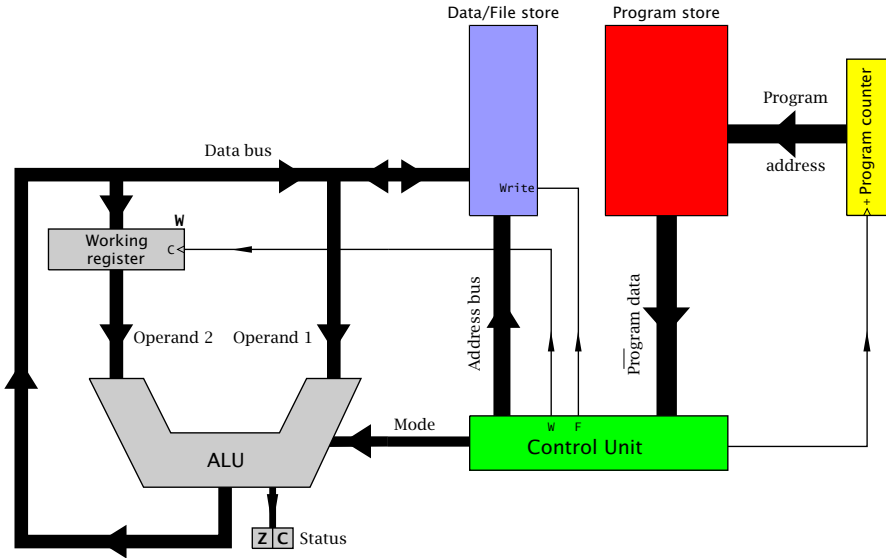 Data/File store
Program store
Program
address
+ Program counter
Data bus
Write
W
Working
register
C
Operand 2
Operand 1
Address bus
Program data
Mode
W
F
Control Unit
ALU
Z C
Status